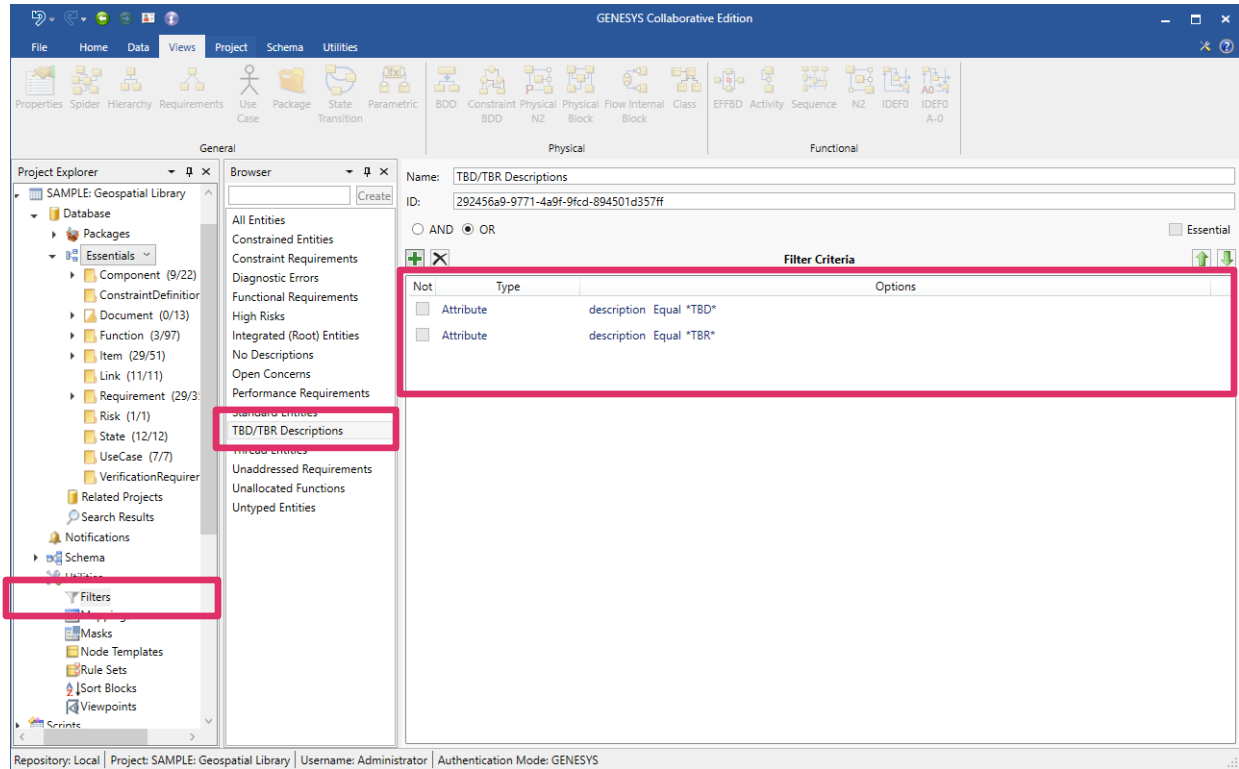 GENESYS Collaborative Edition
File Home Data Views Project Schema Utilities
Properties Spider Hierarchy Requirements Use Case Package State Transition Parametric BDD Constraint BDD Physical N2 Physical Block Flow Internal Block Class EFFBD Activity Sequence N2 IDEF0 IDEF0 A-0
General Physical Functional
Project Explorer
SAMPLE: Geospatial Library
Database
Packages
Essentials
Component (9/22)
ConstraintDefinition
Document (0/13)
Function (3/97)
Item (29/51)
Link (11/11)
Requirement (29/3
Risk (1/1)
State (12/12)
UseCase (7/7)
VerificationRequirer
Related Projects
Search Results
Notifications
Schema
Utilities
Filters
Masks
Node Templates
Rule Sets
Sort Blocks
Viewpoints
Scripts
Browser
Create
All Entities
Constrained Entities
Constraint Requirements
Diagnostic Errors
Functional Requirements
High Risks
Integrated (Root) Entities
No Descriptions
Open Concerns
Performance Requirements
Standard Entities
TBD/TBR Descriptions
Thread Entities
Unaddressed Requirements
Unallocated Functions
Untyped Entities
Name: TBD/TBR Descriptions
ID: 292456a9-9771-4a9f-9fcd-894501d357ff
AND OR Essential
Filter Criteria
Not Type Options
Attribute description Equal *TBD*
Attribute description Equal *TBR*
Repository: Local Project: SAMPLE: Geospatial Library Username: Administrator Authentication Mode: GENESYS